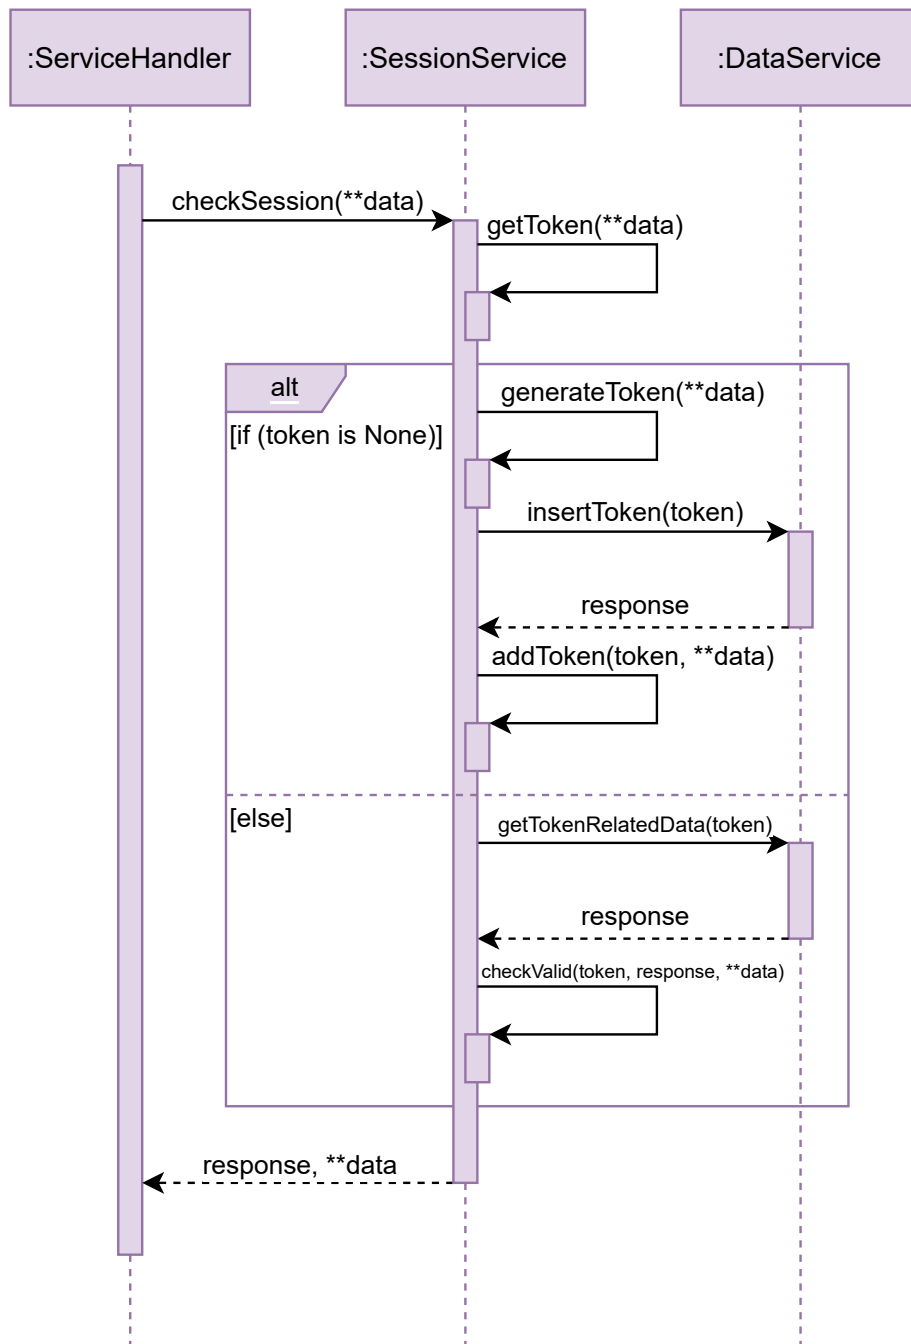 :ServiceHandler
:SessionService
:DataService
checkSession(**data)
getToken(**data)
alt
[if (token is None)]
generateToken(**data)
insertToken(token)
response
addToken(token, **data)
[else]
getTokenRelatedData(token)
response
checkValid(token, response, **data)
response, **data